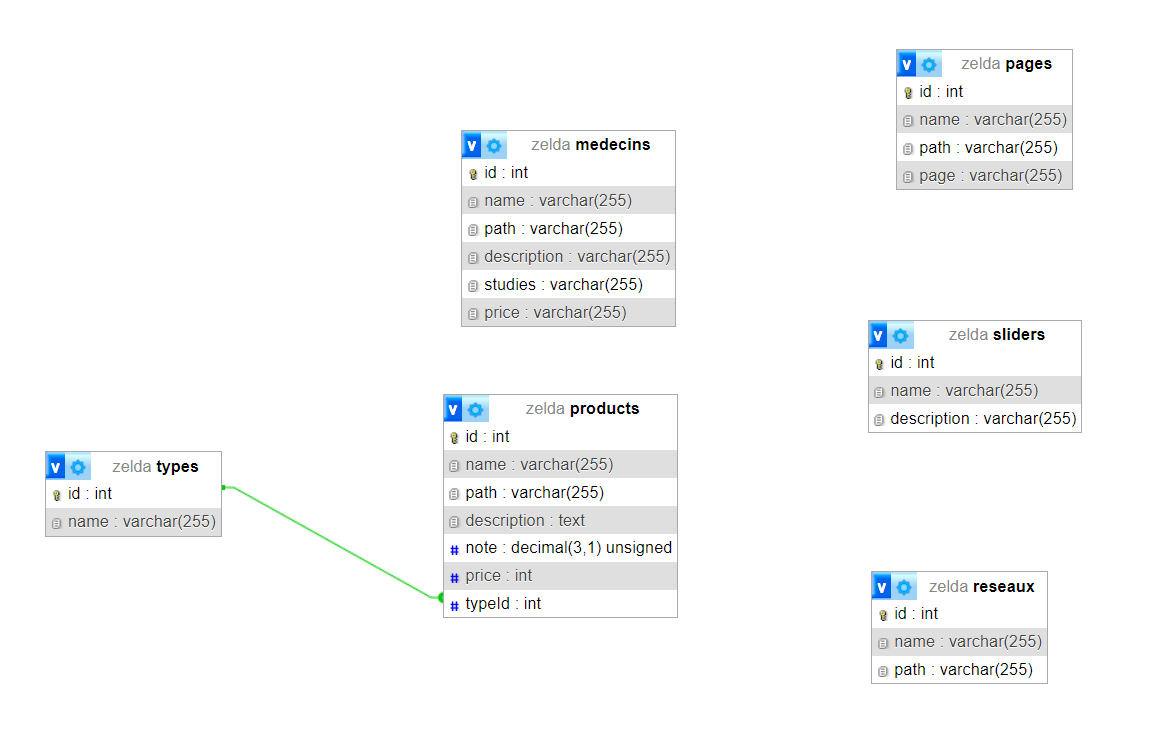 v zelda pages
id : int
name : varchar(255)
path : varchar(255)
page : varchar(255)
v zelda medecins
id : int
name : varchar(255)
path : varchar(255)
description : varchar(255)
studies : varchar(255)
price : varchar(255)
v zelda sliders
id : int
name : varchar(255)
description : varchar(255)
v zelda products
id : int
name : varchar(255)
path : varchar(255)
description : text
# note : decimal(3,1) unsigned
# price : int
# typeId : int
v zelda types
id : int
name : varchar(255)
v zelda reseaux
id : int
name : varchar(255)
path : varchar(255)